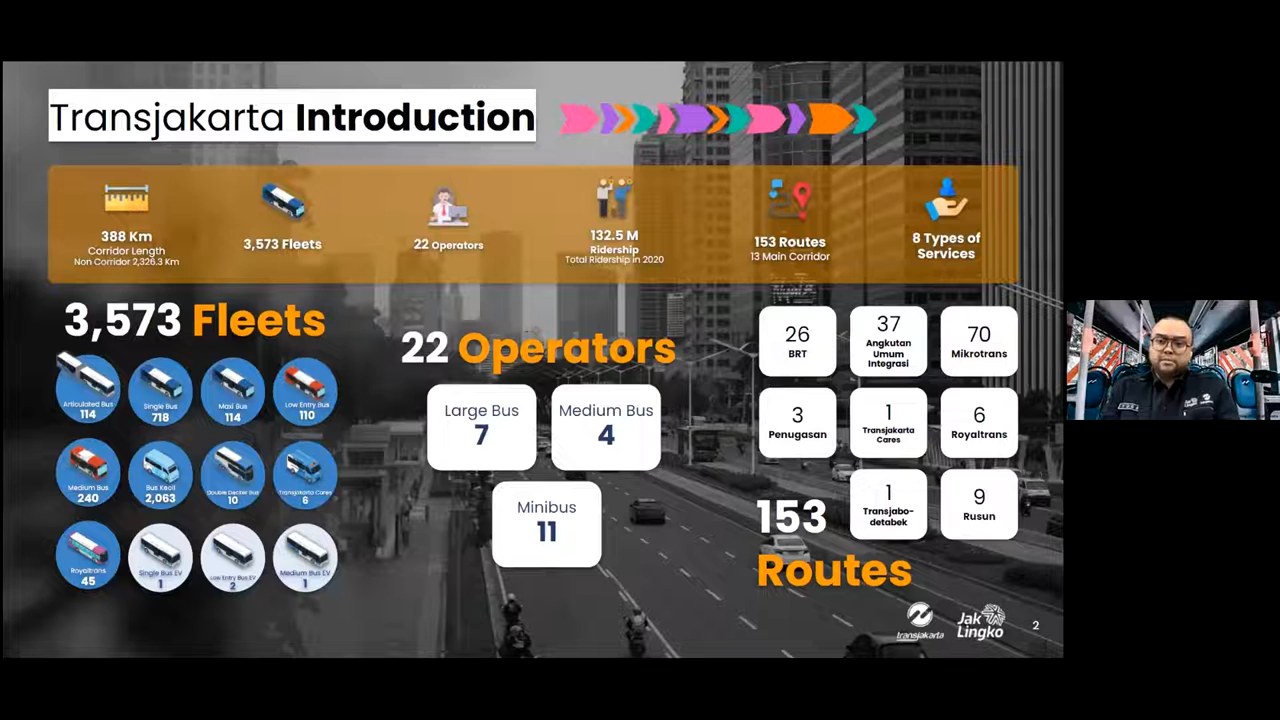 Transjakarta Introduction
388 Km
Corridor Length
Non Corridor 2,326.3 Km
3,573 Fleets
22 Operators
132.5 M
Ridership
Total Ridership in 2020
153 Routes
13 Main Corridor
8 Types of
Services
3,573 Fleets
Articulated Bus
114
Single Bus
718
Maxi Bus
114
Low Entry Bus
110
Medium Bus
240
Bus Kecil
2,063
Double Decker Bus
10
Transjakarta Cares
6
Royaltrans
45
Single Bus EV
1
Low Entry Bus EV
2
Medium Bus EV
1
22 Operators
Large Bus
7
Medium Bus
4
Minibus
11
26
BRT
37
Angkutan
Umum
Integrasi
70
Mikrotrans
3
Penugasan
1
Transjakarta
Cares
6
Royaltrans
1
Transjabo-
detabek
9
Rusun
153
Routes
transjakarta
Jak
Lingko
2